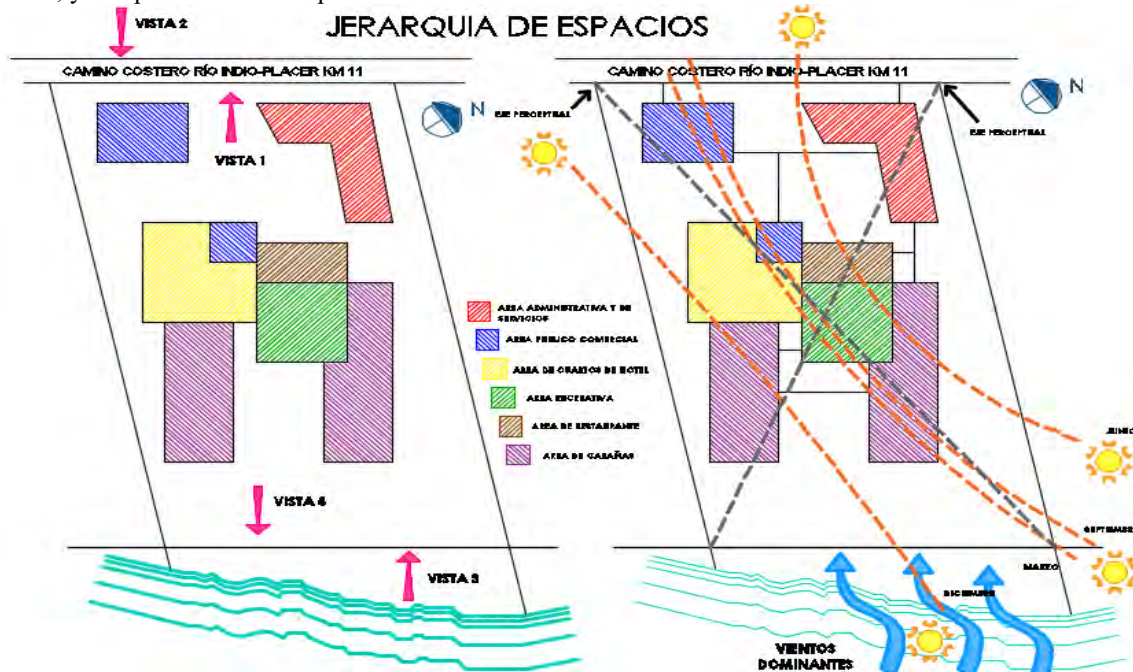 VISTA 2
JERARQUIA DE ESPACIOS
CAMINO COSTERO RÍO INDIO-PLACER KM 11
N
VISTA 1
CAMINO COSTERO RÍO INDIO-PLACER KM 11
N
EJE PERCEPTUAL
EJE PERCEPTUAL
AREA ADMINISTRATIVA Y DE
SERVICIOS
AREA PUBLICO COMERCIAL
AREA DE CUARTOS DE HOTEL
AREA RECREATIVA
AREA DE RESTAURANTE
AREA DE CABAÑAS
JUNIO
SEPTIEMBRE
MARZO
DICIEMBRE
VISTA 4
VISTA 3
VIENTOS
DOMINANTES